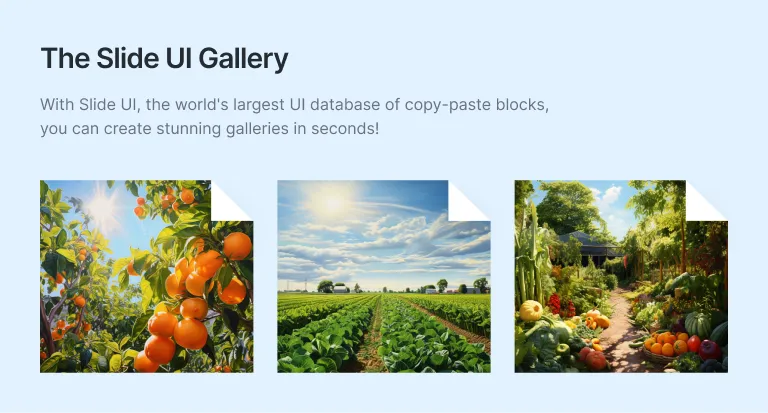 The Slide UI Gallery
With Slide UI, the world's largest UI database of copy-paste blocks,
you can create stunning galleries in seconds!